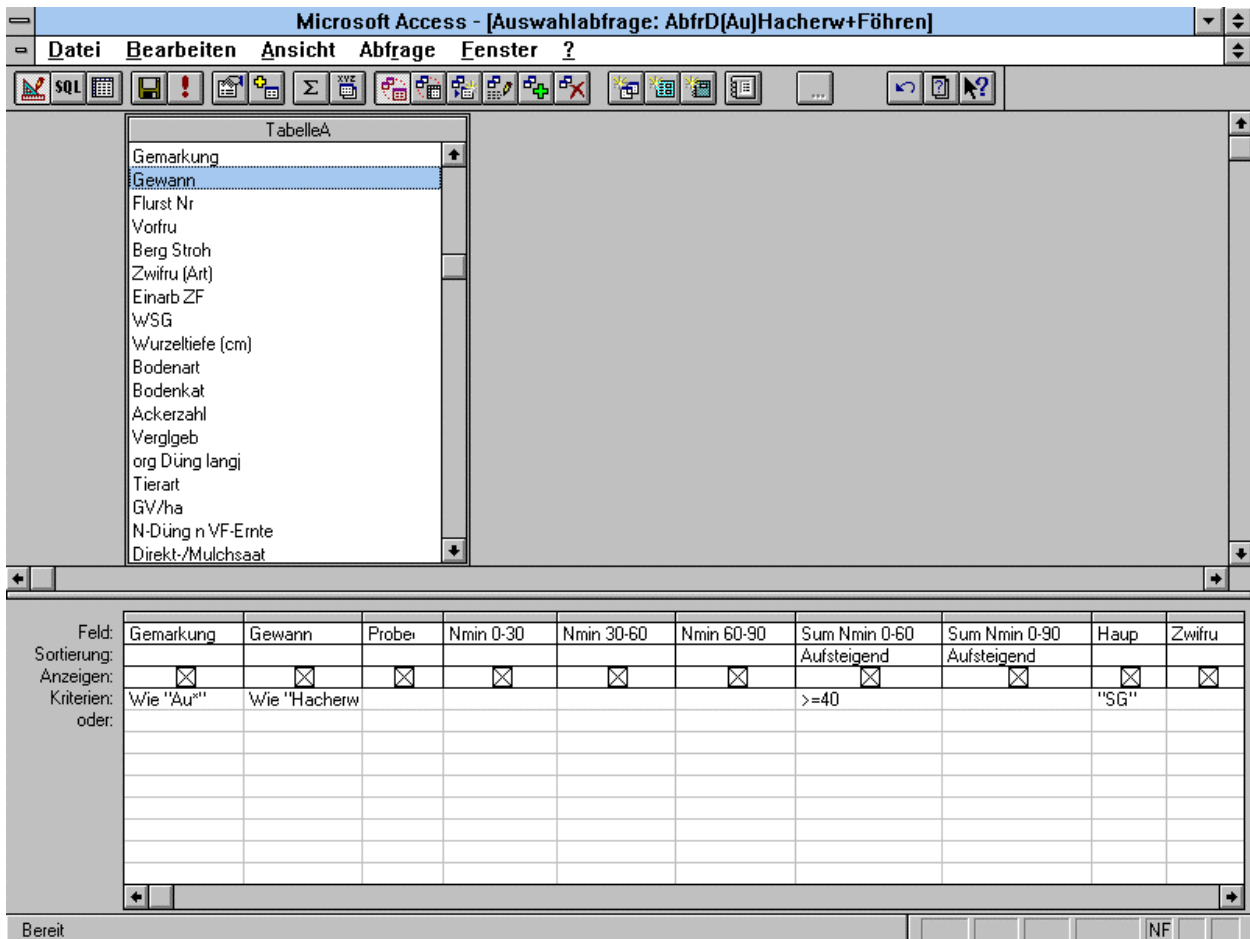 Microsoft Access - [Auswahlabfrage: AbfrD(Au)Hacherw+Föhren]
Datei Bearbeiten Ansicht Abfrage Fenster ?
SQL Σ XYZ ... ? ?
TabelleA
Gemarkung
Gewann
Flurst Nr
Vorfru
Berg Stroh
Zwifru (Art)
Einarb ZF
WSG
Wurzeltiefe (cm)
Bodenart
Bodenkat
Ackerzahl
Verglgeb
org Düng langj
Tierart
GV/ha
N-Düng n VF-Ernte
Direkt-/Mulchsaat
Feld: Gemarkung Gewann Probe Nmin 0-30 Nmin 30-60 Nmin 60-90 Sum Nmin 0-60 Sum Nmin 0-90 Haup Zwifru
Sortierung: Aufsteigend Aufsteigend
Anzeigen:
Kriterien: Wie "Au*" Wie "Hacherw >=40 "SG"
oder:
Bereit NF